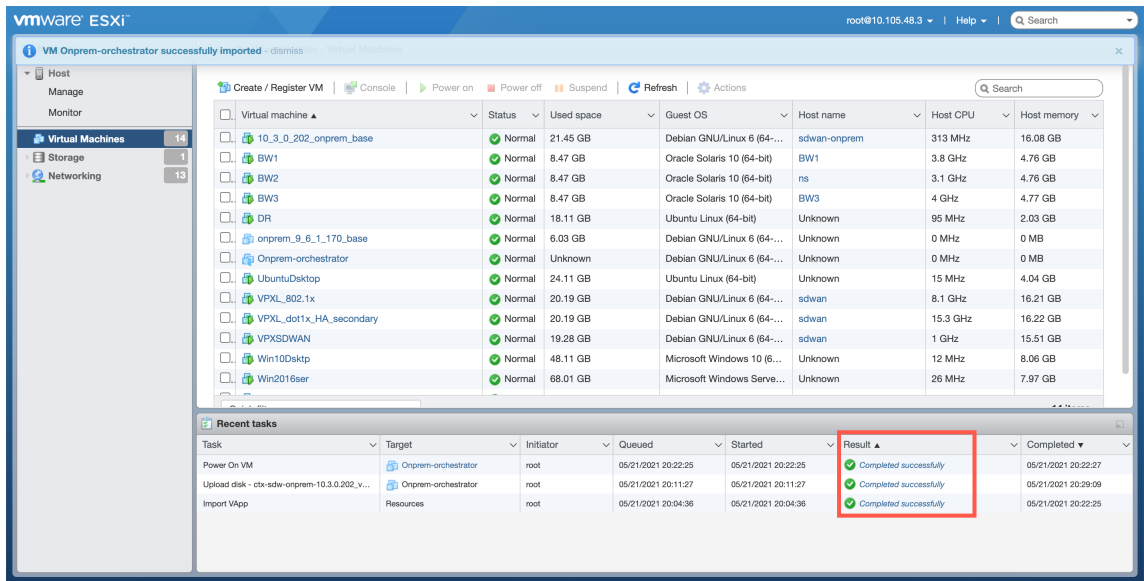 vmware ESXi™ root@10.105.48.3 | Help | Search
VM Onprem-orchestrator successfully imported - dismiss
Host
Manage
Monitor
Virtual Machines 14
Storage 1
Networking 13
Create / Register VM | Console | Power on Power off Suspend | Refresh | Actions Search
Virtual machine Status Used space Guest OS Host name Host CPU Host memory
10_3_0_202_onprem_base Normal 21.45 GB Debian GNU/Linux 6 (64-... sdwan-onprem 313 MHz 16.08 GB
BW1 Normal 8.47 GB Oracle Solaris 10 (64-bit) BW1 3.8 GHz 4.76 GB
BW2 Normal 8.47 GB Oracle Solaris 10 (64-bit) ns 3.1 GHz 4.76 GB
BW3 Normal 8.47 GB Oracle Solaris 10 (64-bit) BW3 4 GHz 4.77 GB
DR Normal 18.11 GB Ubuntu Linux (64-bit) Unknown 95 MHz 2.03 GB
onprem_9_6_1_170_base Normal 6.03 GB Debian GNU/Linux 6 (64-... Unknown 0 MHz 0 MB
Onprem-orchestrator Normal Unknown Debian GNU/Linux 6 (64-... Unknown 0 MHz 0 MB
UbuntuDsktop Normal 24.11 GB Ubuntu Linux (64-bit) Unknown 15 MHz 4.04 GB
VPXL_802.1x Normal 20.19 GB Debian GNU/Linux 6 (64-... sdwan 8.1 GHz 16.21 GB
VPXL_dot1x_HA_secondary Normal 20.19 GB Debian GNU/Linux 6 (64-... sdwan 15.3 GHz 16.22 GB
VPXSDWAN Normal 19.28 GB Debian GNU/Linux 6 (64-... sdwan 1 GHz 15.51 GB
Win10Dsktp Normal 48.11 GB Microsoft Windows 10 (6... Unknown 12 MHz 8.06 GB
Win2016ser Normal 68.01 GB Microsoft Windows Serve... Unknown 26 MHz 7.97 GB
Recent tasks
Task Target Initiator Queued Started Result Completed
Power On VM Onprem-orchestrator root 05/21/2021 20:22:25 05/21/2021 20:22:25 Completed successfully 05/21/2021 20:22:27
Upload disk - ctx-sdw-onprem-10.3.0.202_v... Onprem-orchestrator root 05/21/2021 20:11:27 05/21/2021 20:11:27 Completed successfully 05/21/2021 20:29:09
Import VApp Resources root 05/21/2021 20:04:36 05/21/2021 20:04:36 Completed successfully 05/21/2021 20:22:25